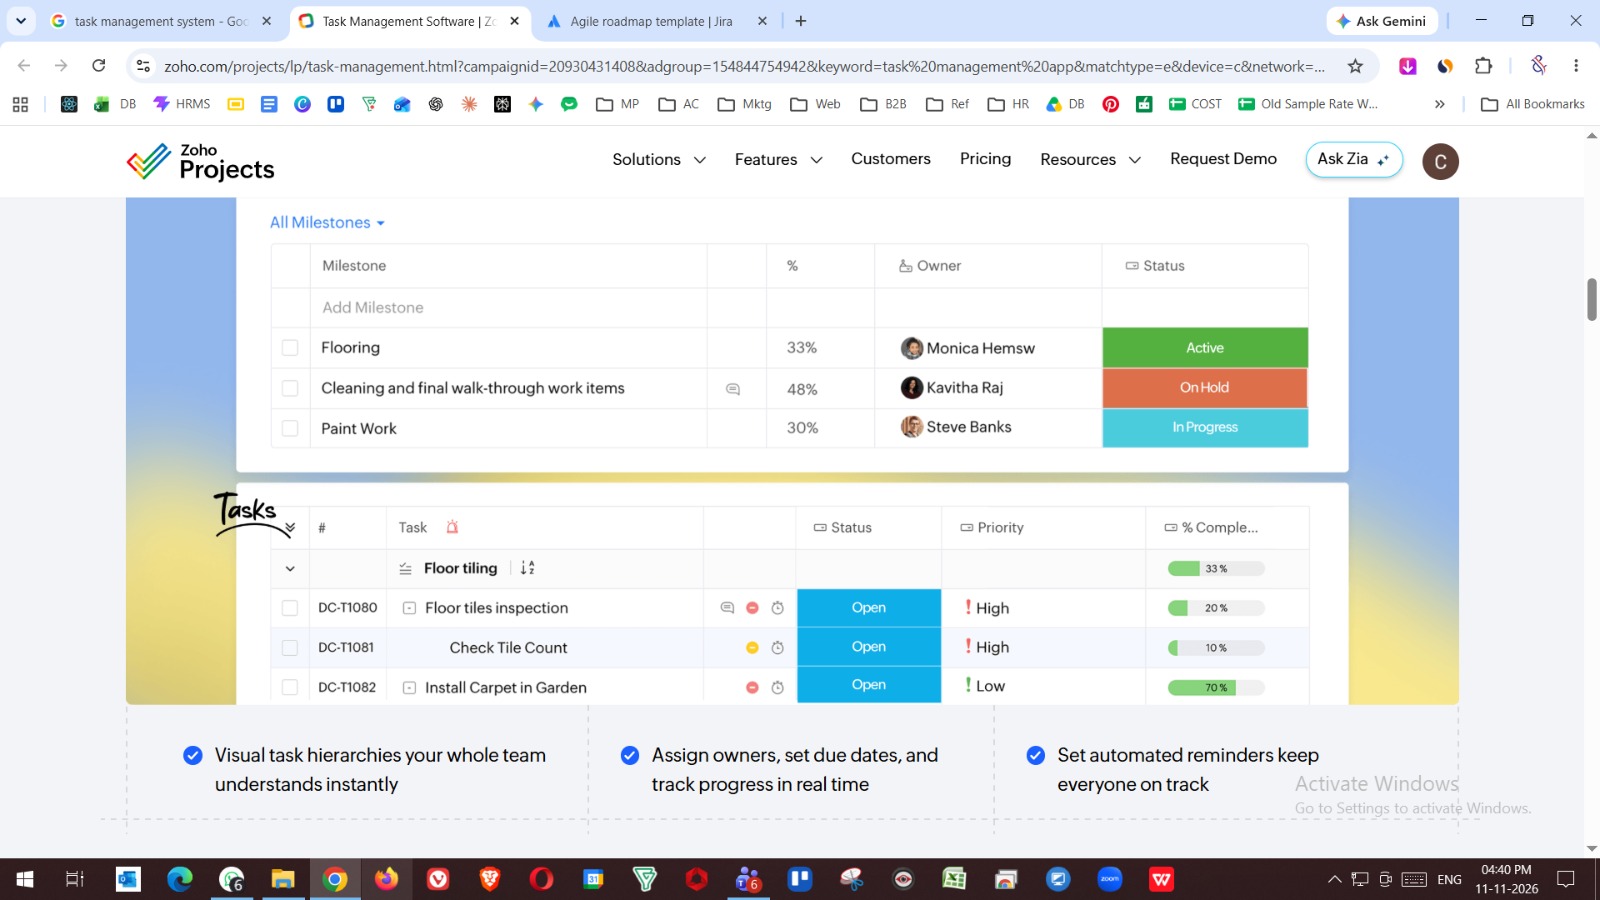 task management system - Goo
Task Management Software | Zo
Agile roadmap template | Jira
Ask Gemini
zoho.com/projects/lp/task-management.html?campaignid=20930431408&adgroup=154844754942&keyword=task%20management%20app&matchtype=e&device=c&network=...
DB
HRMS
MP
AC
Mktg
Web
B2B
Ref
HR
DB
COST
Old Sample Rate W...
All Bookmarks
Zoho
Projects
Solutions
Features
Customers
Pricing
Resources
Request Demo
Ask Zia
C
All Milestones
Milestone % Owner Status
Add Milestone
Flooring 33% Monica Hemsw Active
Cleaning and final walk-through work items 48% Kavitha Raj On Hold
Paint Work 30% Steve Banks In Progress
Tasks
# Task Status Priority % Comple...
Floor tiling 33 %
DC-T1080 Floor tiles inspection Open High 20 %
DC-T1081 Check Tile Count Open High 10 %
DC-T1082 Install Carpet in Garden Open Low 70 %
Visual task hierarchies your whole team
understands instantly
Assign owners, set due dates, and
track progress in real time
Set automated reminders keep
everyone on track
Activate Windows
Go to Settings to activate Windows.
ENG
04:40 PM
11-11-2026